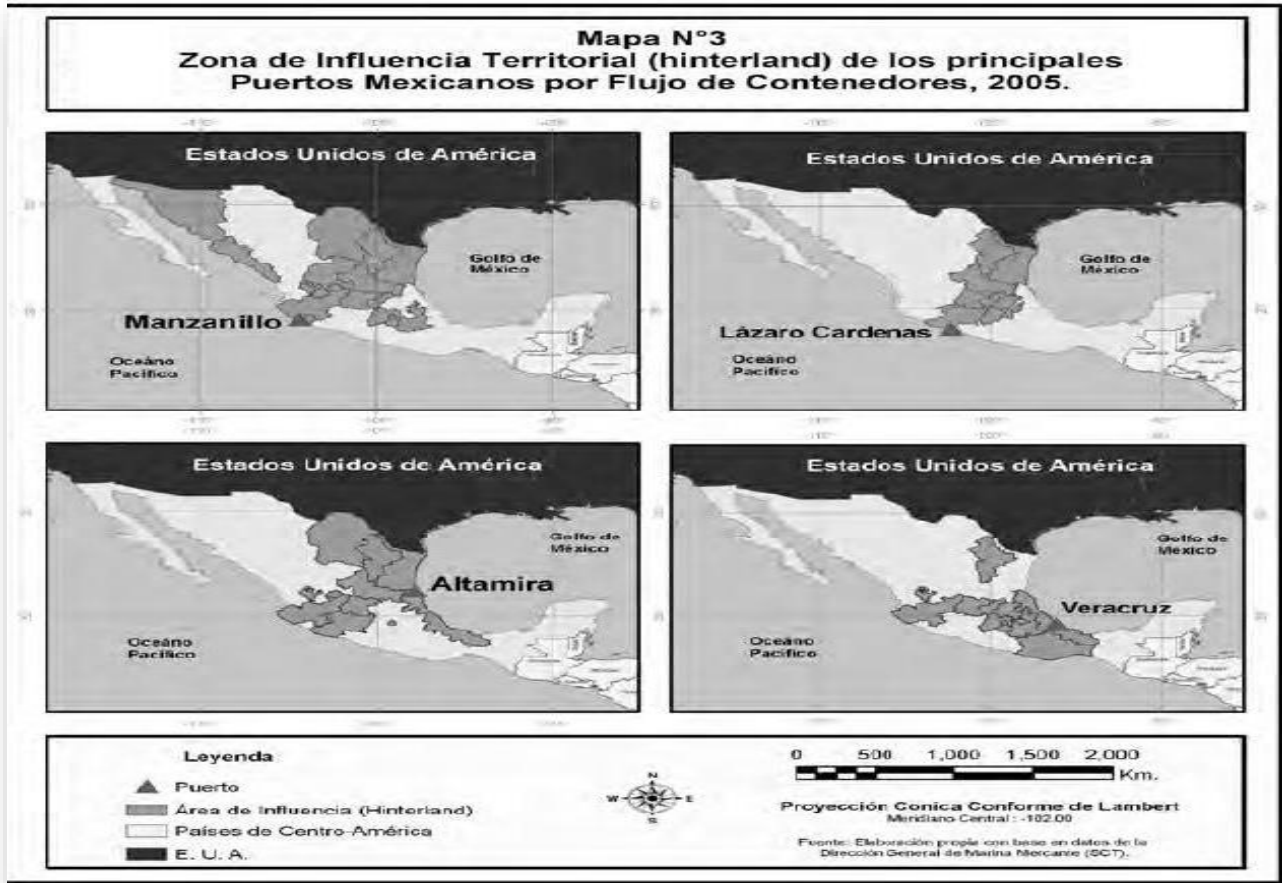 Mapa N°3
Zona de Influencia Territorial (hinterland) de los principales
Puertos Mexicanos por Flujo de Contenedores, 2005.
Estados Unidos de América
Golfo de
México
Manzanillo
Océano
Pacifico
Estados Unidos de América
Golfo de
México
Lázaro Cardenas
Océano
Pacifico
Estados Unidos de América
Golfo de
México
Altamira
Océano
Pacifico
Estados Unidos de América
Golfo de
México
Veracruz
Océano
Pacifico
Leyenda
Puerto
Área de Influencia (Hinterland)
Países de Centro-América
E. U. A.
N
W E
S
0 500 1,000 1,500 2,000
Km.
Proyección Conica Conforme de Lambert
Meridiano Central : -102.00
Fuente: Elaboración propia con base en datos de la
Dirección General de Marina Mercante (SCT).